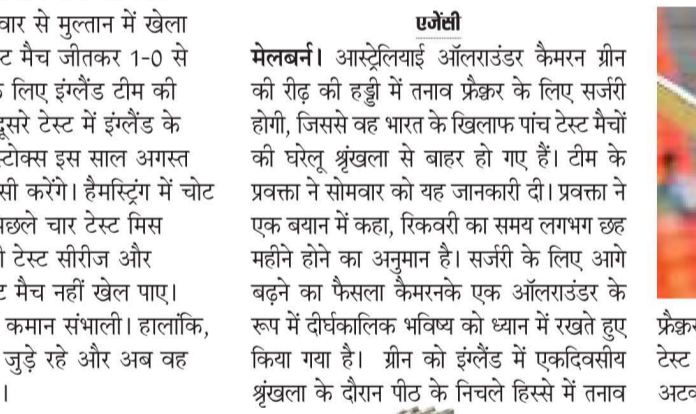 वार से मुल्तान में खेला
ट मैच जीतकर 1-0 से
लिए इंग्लैंड टीम की
दूसरे टेस्ट में इंग्लैंड के
स्टोक्स इस साल अगस्त
सी करेंगे। हैमस्ट्रिंग में चोट
पिछले चार टेस्ट मिस
टेस्ट सीरीज और
ट मैच नहीं खेल पाए।
कमान संभाली। हालांकि,
जुड़े रहे और अब वह
।
एजेंसी
मेलबर्न। आस्ट्रेलियाई ऑलराउंडर कैमरन ग्रीन
की रीढ़ की हड्डी में तनाव फ्रैक्चर के लिए सर्जरी
होगी, जिससे वह भारत के खिलाफ पांच टेस्ट मैचों
की घरेलू श्रृंखला से बाहर हो गए हैं। टीम के
प्रवक्ता ने सोमवार को यह जानकारी दी। प्रवक्ता ने
एक बयान में कहा, रिकवरी का समय लगभग छह
महीने होने का अनुमान है। सर्जरी के लिए आगे
बढ़ने का फैसला कैमरनके एक ऑलराउंडर के
रूप में दीर्घकालिक भविष्य को ध्यान में रखते हुए
किया गया है। ग्रीन को इंग्लैंड में एकदिवसीय
श्रृंखला के दौरान पीठ के निचले हिस्से में तनाव
टेस्ट